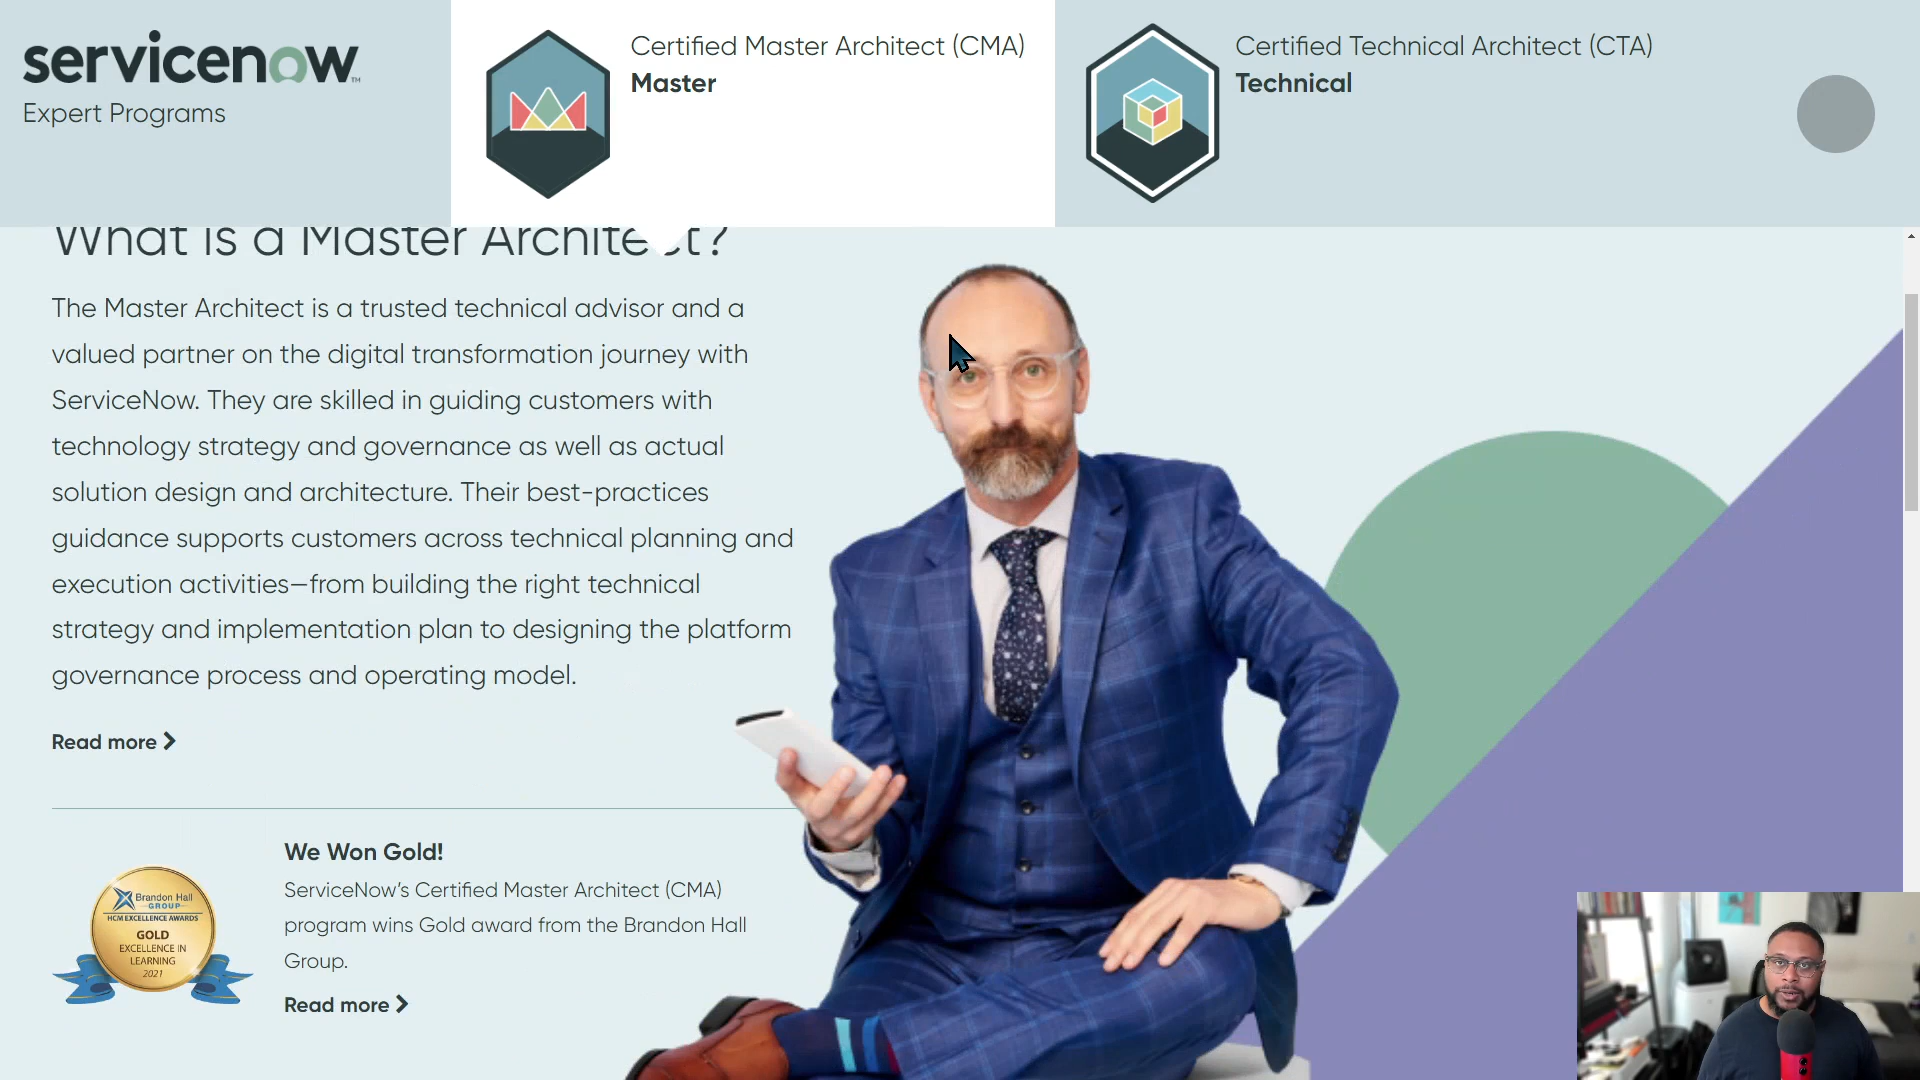 servicenow™
Expert Programs
Certified Master Architect (CMA)
Master
Certified Technical Architect (CTA)
Technical
What is a Master Architect?
The Master Architect is a trusted technical advisor and a
valued partner on the digital transformation journey with
ServiceNow. They are skilled in guiding customers with
technology strategy and governance as well as actual
solution design and architecture. Their best-practices
guidance supports customers across technical planning and
execution activities—from building the right technical
strategy and implementation plan to designing the platform
governance process and operating model.
Read more
We Won Gold!
ServiceNow’s Certified Master Architect (CMA)
program wins Gold award from the Brandon Hall
Group.
Read more
Brandon Hall
GROUP
HCM EXCELLENCE AWARDS
GOLD
EXCELLENCE IN
LEARNING
2021